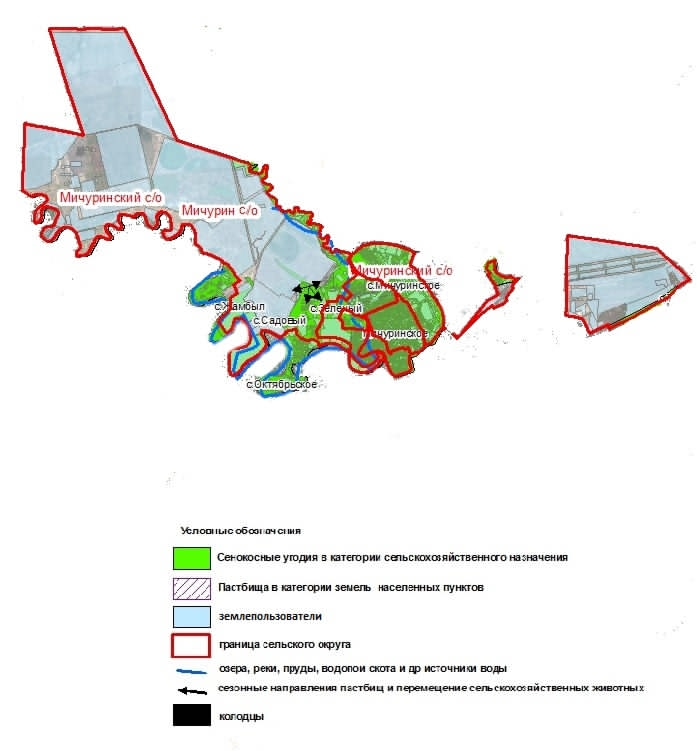 Мичуринский с/о
Мичурин с/о
Мичуринский с/о
с.Мичуринское
с.Жамбыл
с.Зеленый
с.Садовый
Мичуринское
с.Октябрьское
Условные обозначения
Сенокосные угодия в категории сельскохозяйственного назначения
Пастбища в категории земель населенных пунктов
землепользователи
граница сельского округа
озера, реки, пруды, водопои скота и др источники воды
сезонные направления пастбищ и перемещение сельскохозяйственных животных
колодцы